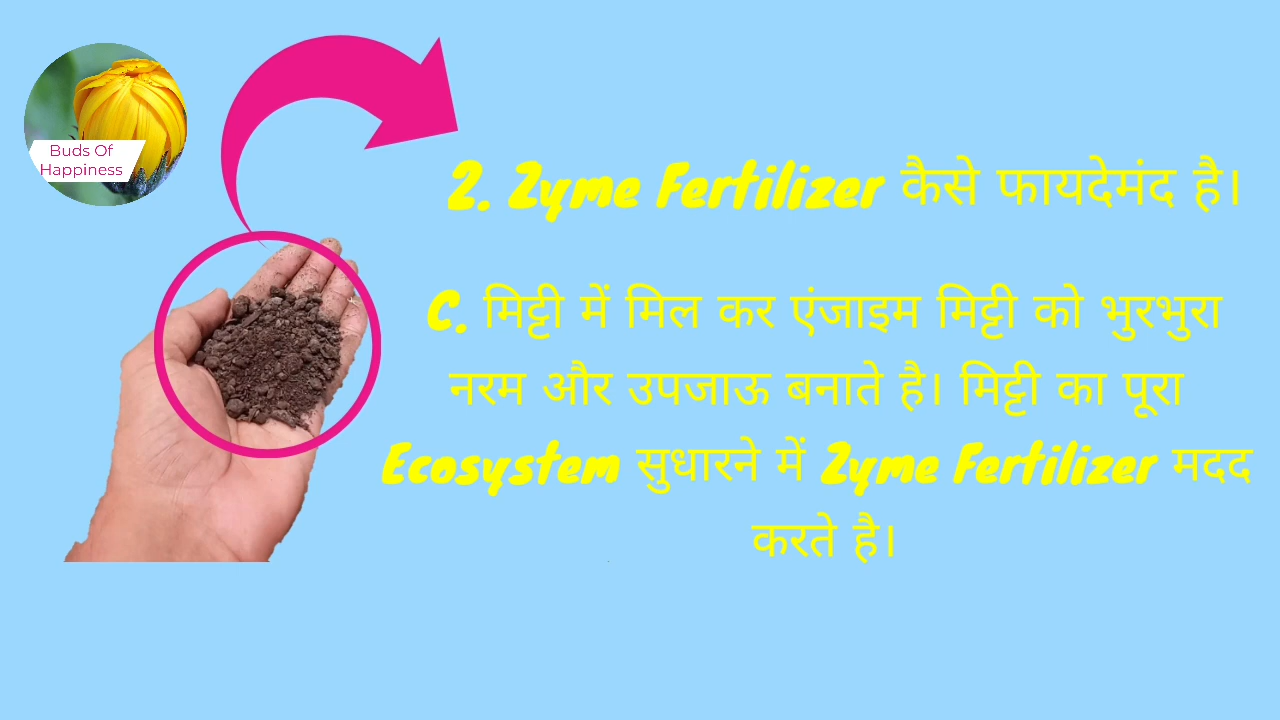 Buds Of
Happiness
2. Zyme Fertilizer कैसे फायदेमंद है।
C. मिट्टी में मिल कर एंजाइम मिट्टी को भुरभुरा
नरम और उपजाऊ बनाते है। मिट्टी का पूरा
Ecosystem सुधारने में Zyme Fertilizer मदद
करते है।